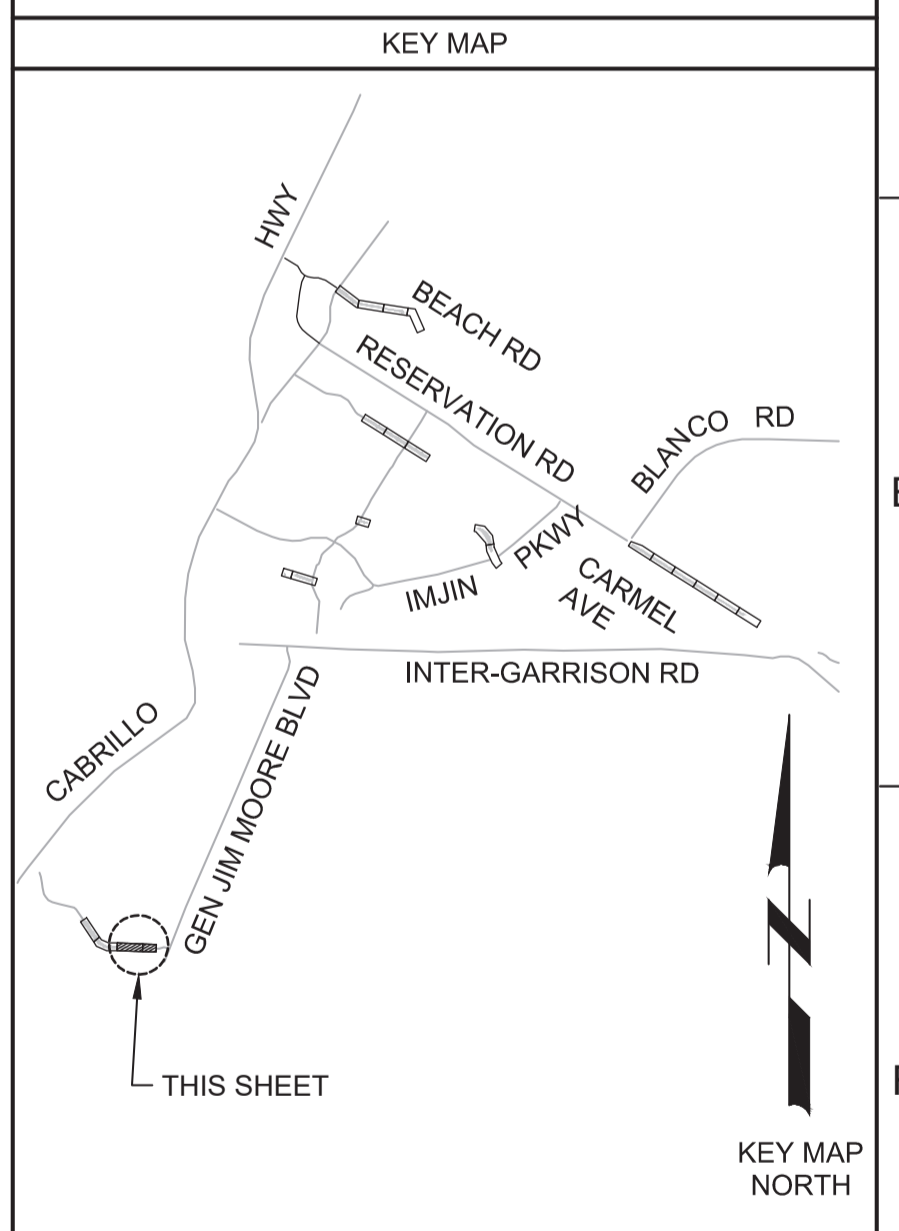 KEY MAP
HWY
BEACH RD
RESERVATION RD
BLANCO RD
IMJIN PKWY
CARMEL
AVE
INTER-GARRISON RD
CABRILLO
GEN JIM MOORE BLVD
N
THIS SHEET
KEY MAP
NORTH